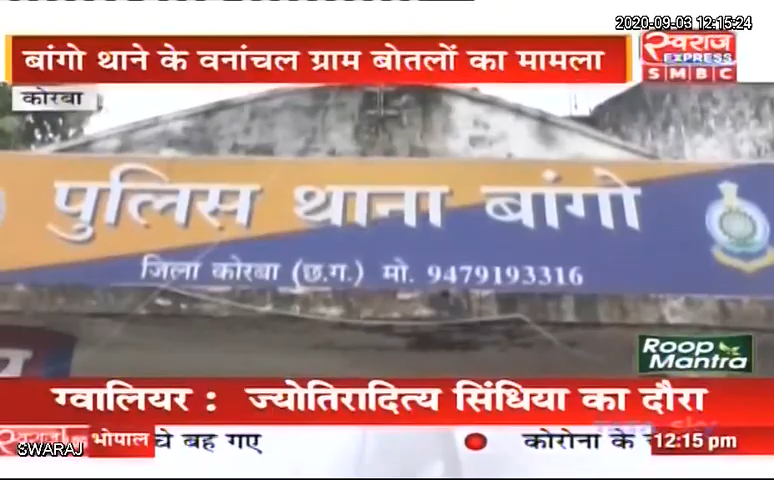 2020-09-03 12:15:24
बांगो थाने के वनांचल ग्राम बोतलों का मामला
स्वराज
EXPRESS
SMBC
कोरबा
पुलिस थाना बांगो
जिला कोरबा (छ.ग.) मो. 9479193316
Roop
Mantra
ग्वालियर : ज्योतिरादित्य सिंधिया का दौरा
स्वराज भोपाल बह गए कोरोना के 12:15 pm
SWARAJ